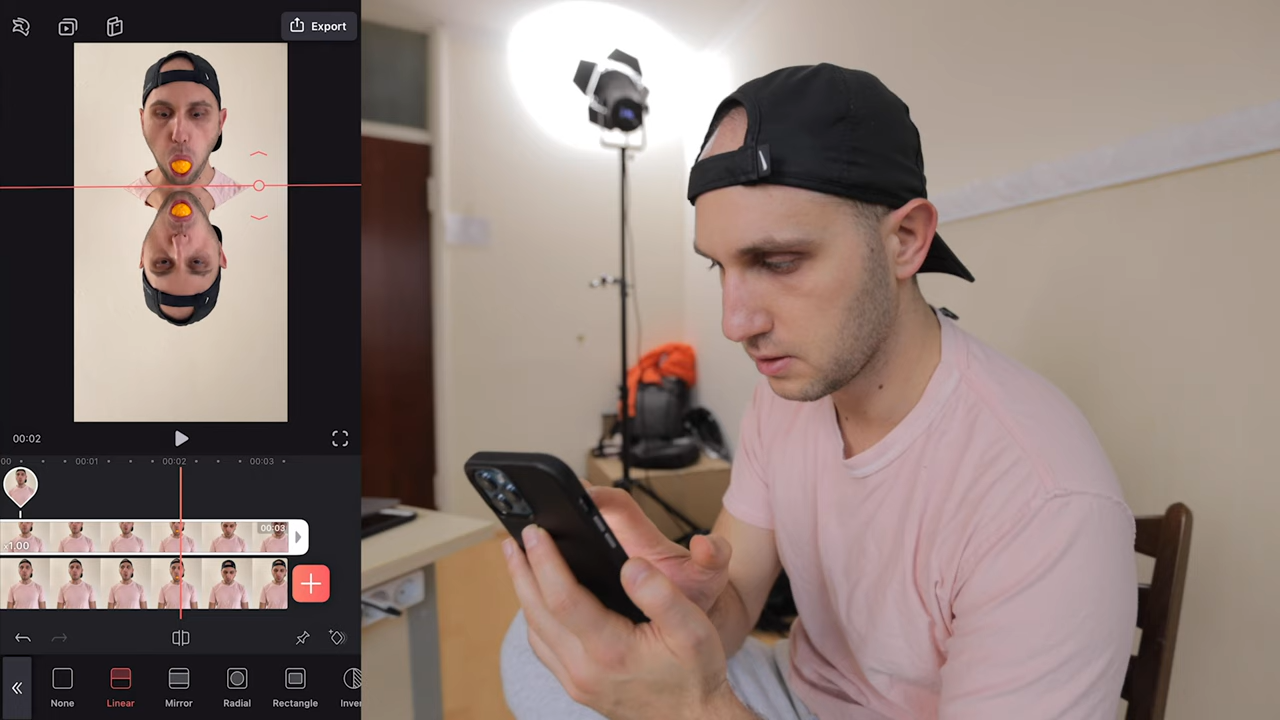 Export
00:02
00 00:01 00:02 00:03
00:03
x1.00
None Linear Mirror Radial Rectangle Inver